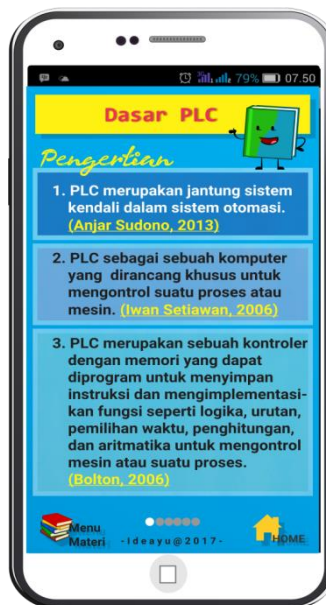 79% 07.50
Dasar PLC
Pengertian
1. PLC merupakan jantung sistem
kendali dalam sistem otomasi.
(Anjar Sudono, 2013)
2. PLC sebagai sebuah komputer
yang dirancang khusus untuk
mengontrol suatu proses atau
mesin. (Iwan Setiawan, 2006)
3. PLC merupakan sebuah kontroler
dengan memori yang dapat
diprogram untuk menyimpan
instruksi dan mengimplementasi-
kan fungsi seperti logika, urutan,
pemilihan waktu, penghitungan,
dan aritmatika untuk mengontrol
mesin atau suatu proses.
(Bolton, 2006)
Menu
Materi
-Ideayu@2017-
HOME